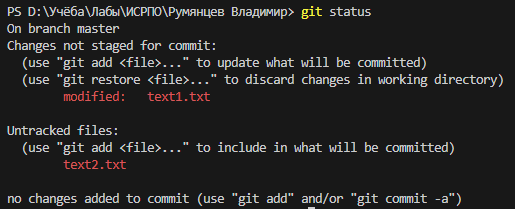 PS D:\Учёба\Лабы\ИСРПО\Румянцев Владимир> git status
On branch master
Changes not staged for commit:
  (use "git add <file>..." to update what will be committed)
  (use "git restore <file>..." to discard changes in working directory)
        modified:   text1.txt

Untracked files:
  (use "git add <file>..." to include in what will be committed)
        text2.txt

no changes added to commit (use "git add" and/or "git commit -a")